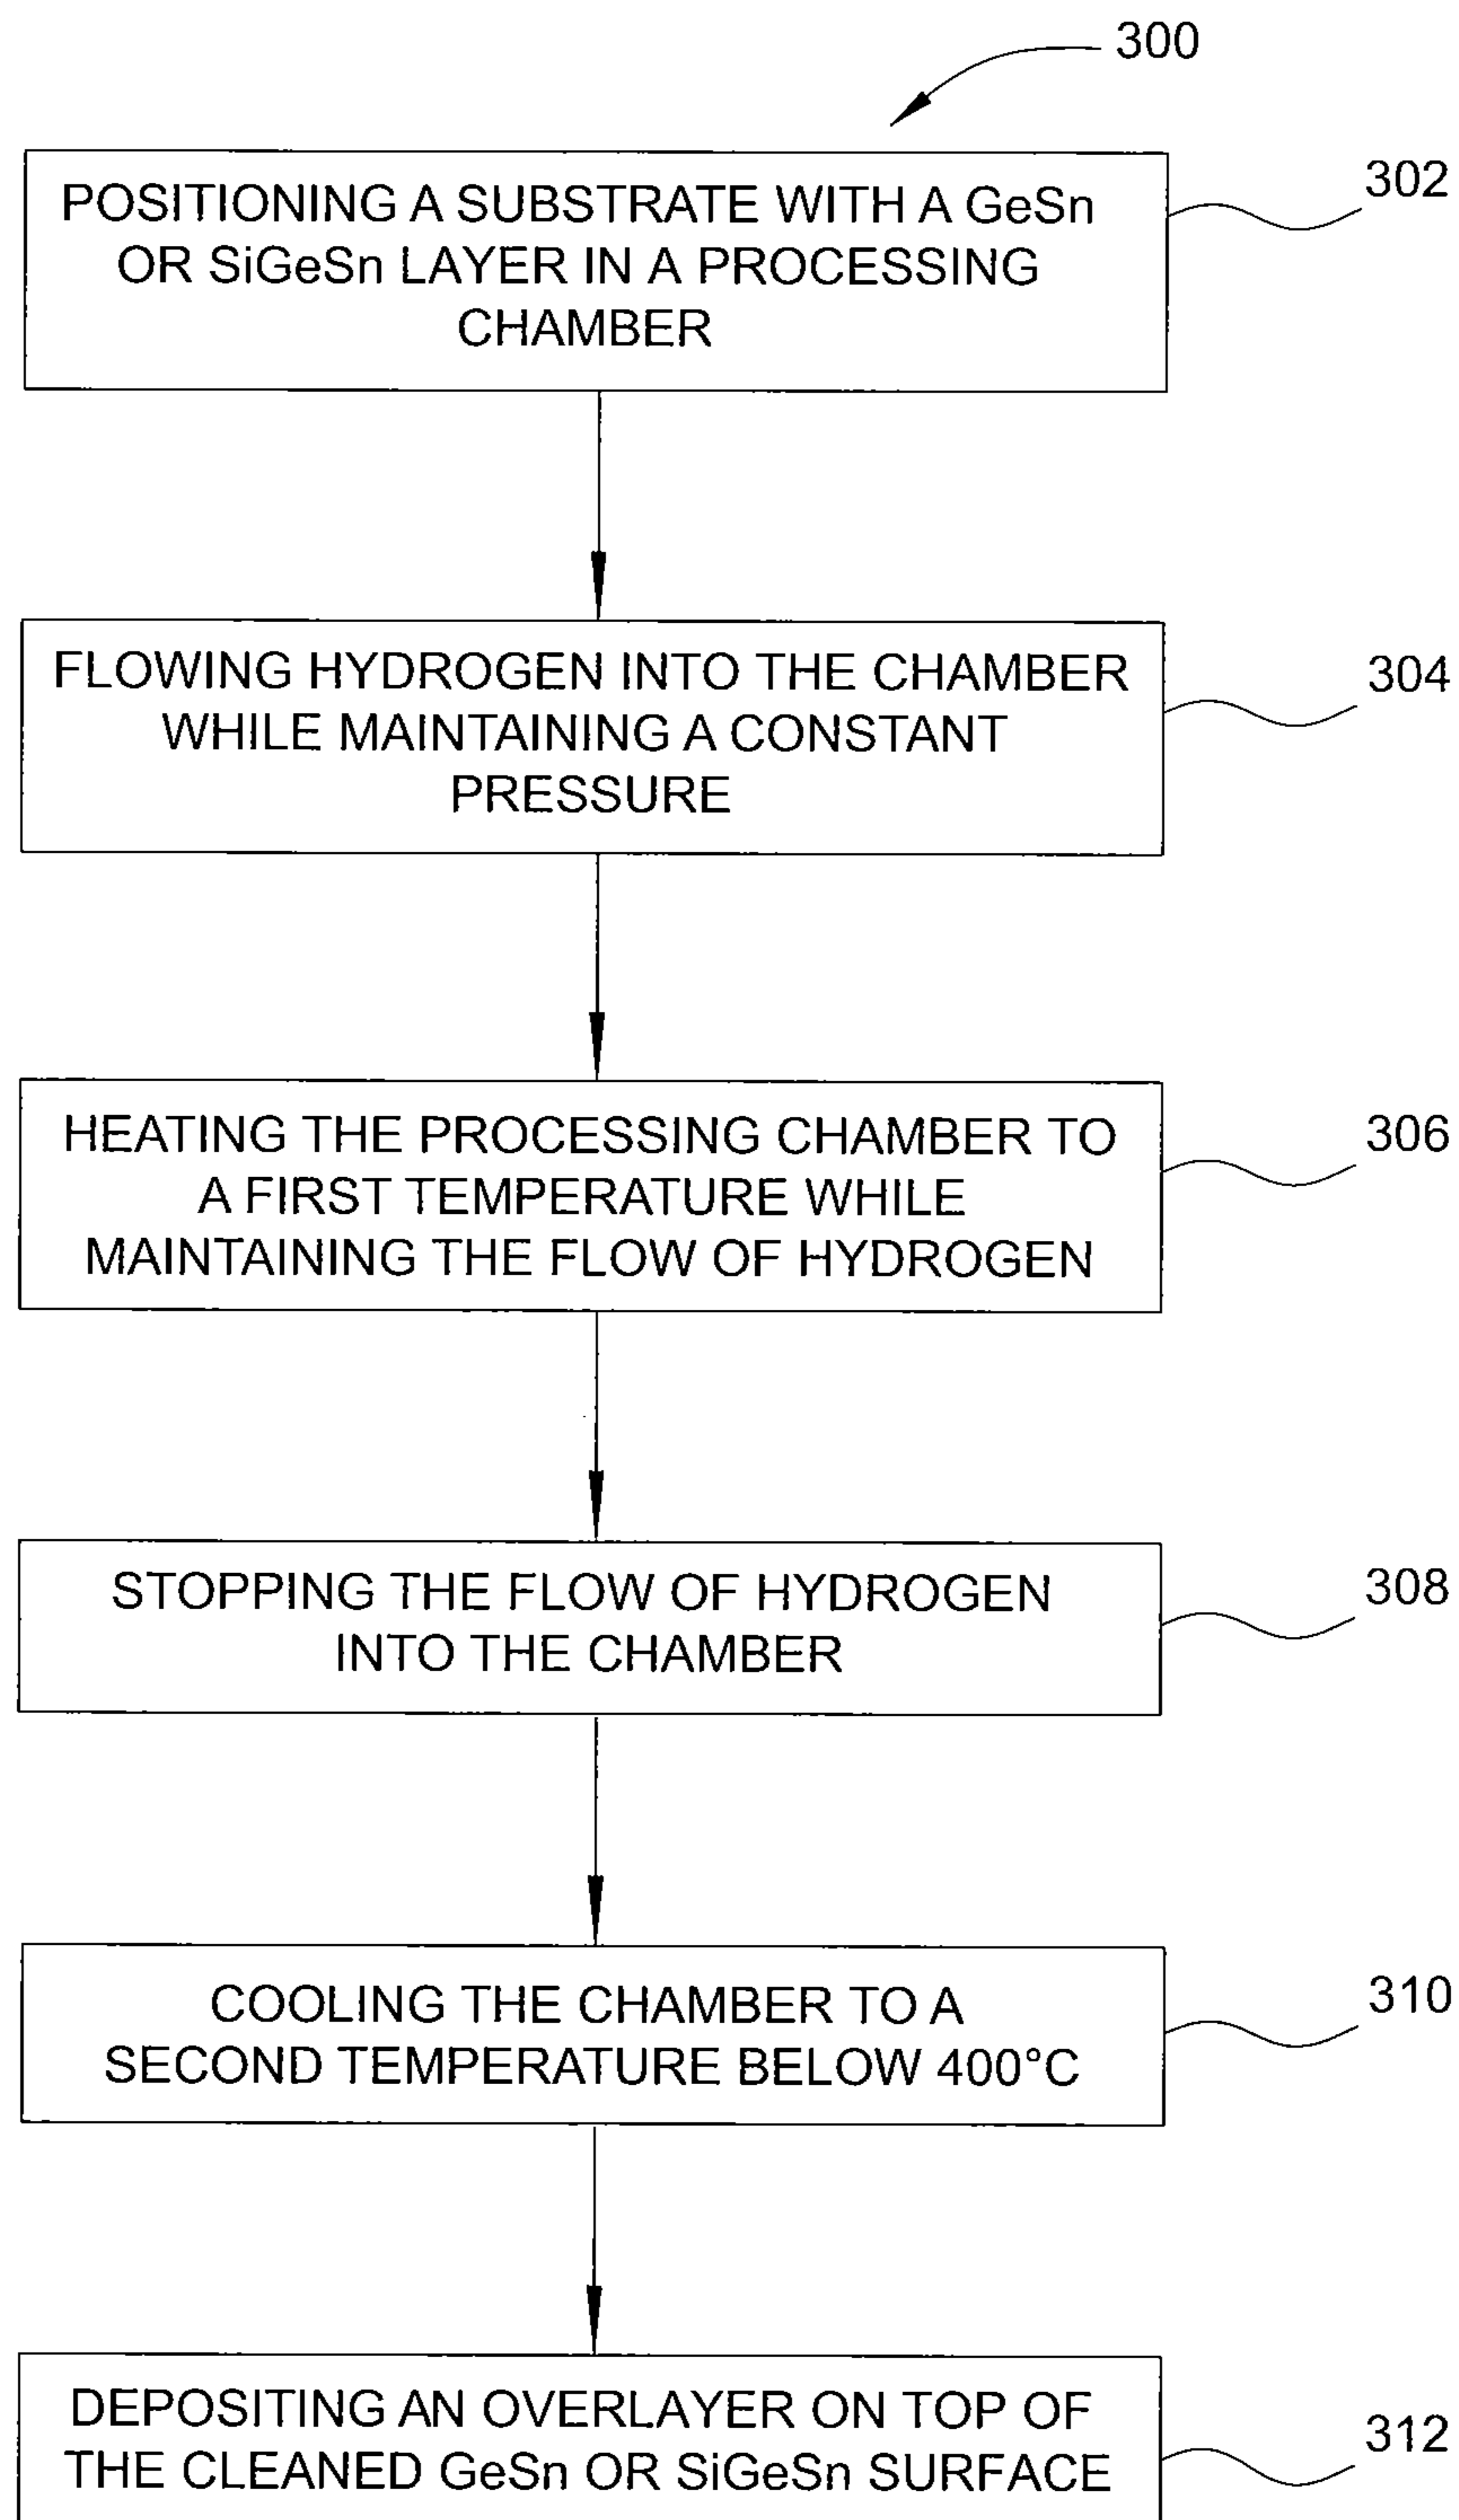 300
POSITIONING A SUBSTRATE WITH A GeSn
OR SiGeSn LAYER IN A PROCESSING
CHAMBER
302
FLOWING HYDROGEN INTO THE CHAMBER
WHILE MAINTAINING A CONSTANT
PRESSURE
304
HEATING THE PROCESSING CHAMBER TO
A FIRST TEMPERATURE WHILE
MAINTAINING THE FLOW OF HYDROGEN
306
STOPPING THE FLOW OF HYDROGEN
INTO THE CHAMBER
308
COOLING THE CHAMBER TO A
SECOND TEMPERATURE BELOW 400°C
310
DEPOSITING AN OVERLAYER ON TOP OF
THE CLEANED GeSn OR SiGeSn SURFACE
312